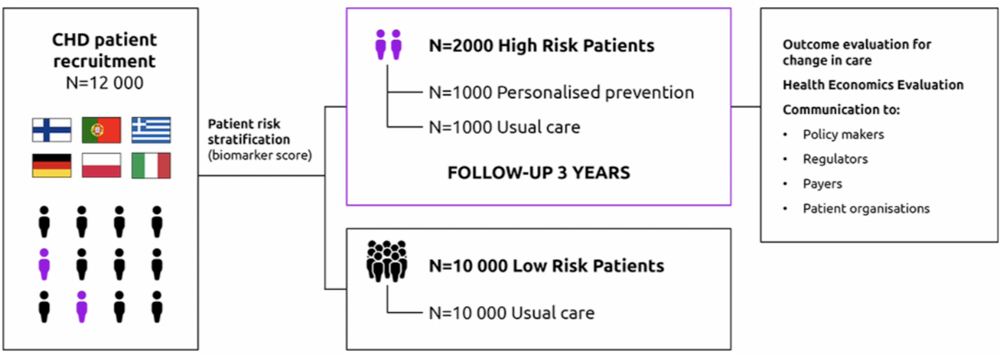 CHD patient
recruitment
N=12 000
Patient risk
stratification
(biomarker score)
N=2000 High Risk Patients
N=1000 Personalised prevention
N=1000 Usual care
FOLLOW-UP 3 YEARS
N=10 000 Low Risk Patients
N=10 000 Usual care
Outcome evaluation for
change in care
Health Economics Evaluation
Communication to:
• Policy makers
• Regulators
• Payers
• Patient organisations